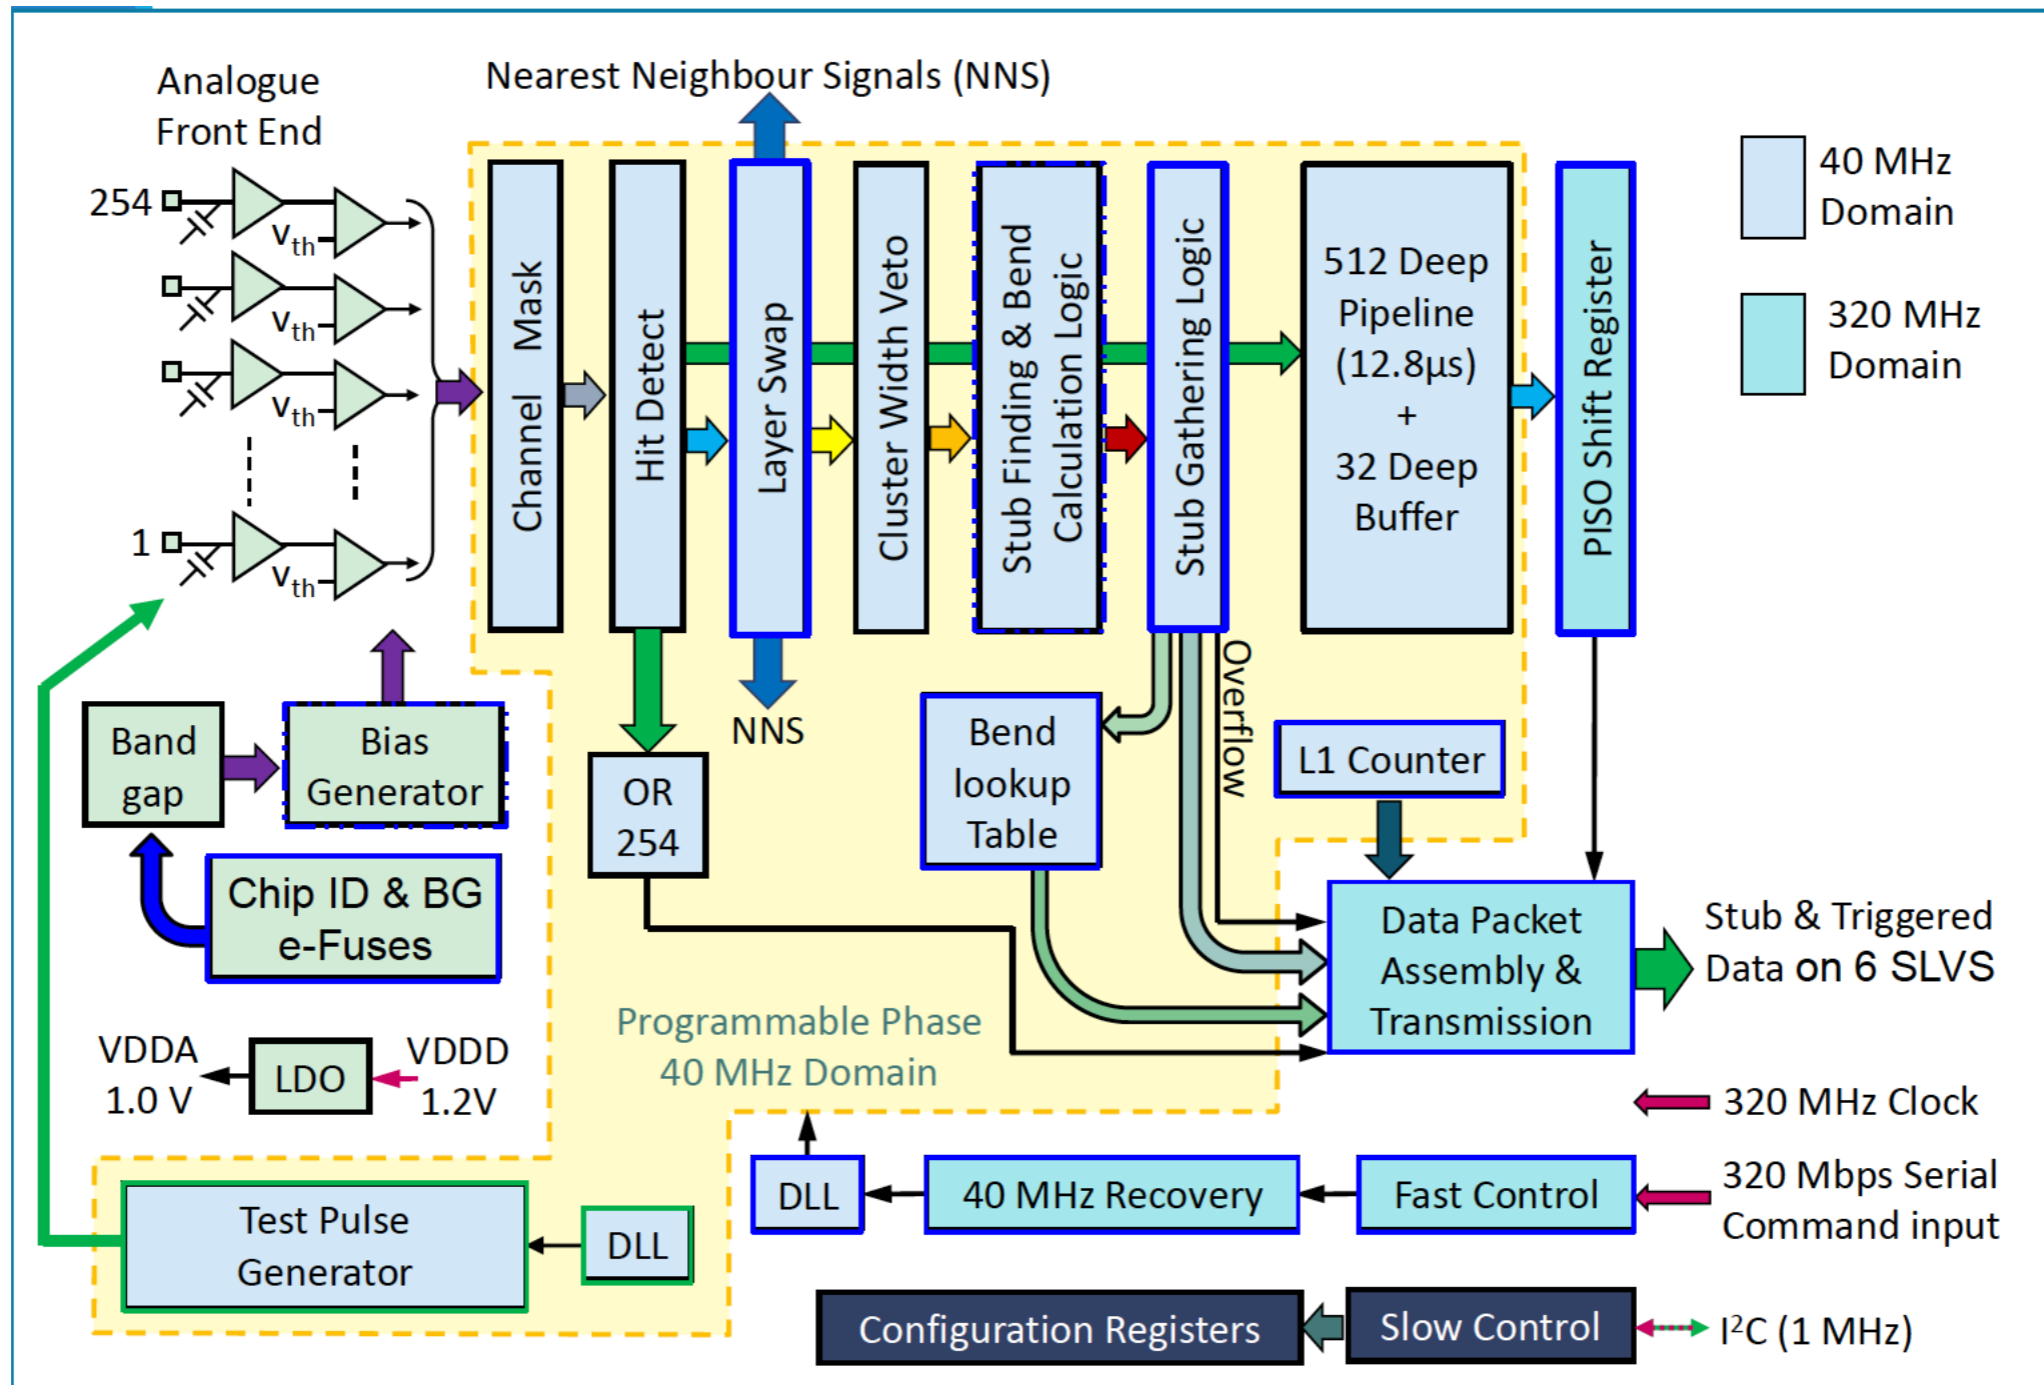 Analogue
Front End
Nearest Neighbour Signals (NNS)
254
Vth
Vth
Vth
1
Vth
Channel Mask
Hit Detect
Layer Swap
Cluster Width Veto
Stub Finding & Bend
Calculation Logic
Stub Gathering Logic
512 Deep
Pipeline
(12.8µs)
+
32 Deep
Buffer
PISO Shift Register
40 MHz
Domain
320 MHz
Domain
NNS
Overflow
Band
gap
Bias
Generator
OR
254
Bend
lookup
Table
L1 Counter
Chip ID & BG
e-Fuses
Data Packet
Assembly &
Transmission
Stub & Triggered
Data on 6 SLVS
Programmable Phase
40 MHz Domain
VDDA
1.0 V
LDO
VDDD
1.2V
320 MHz Clock
Test Pulse
Generator
DLL
DLL
40 MHz Recovery
Fast Control
320 Mbps Serial
Command input
Configuration Registers
Slow Control
I²C (1 MHz)